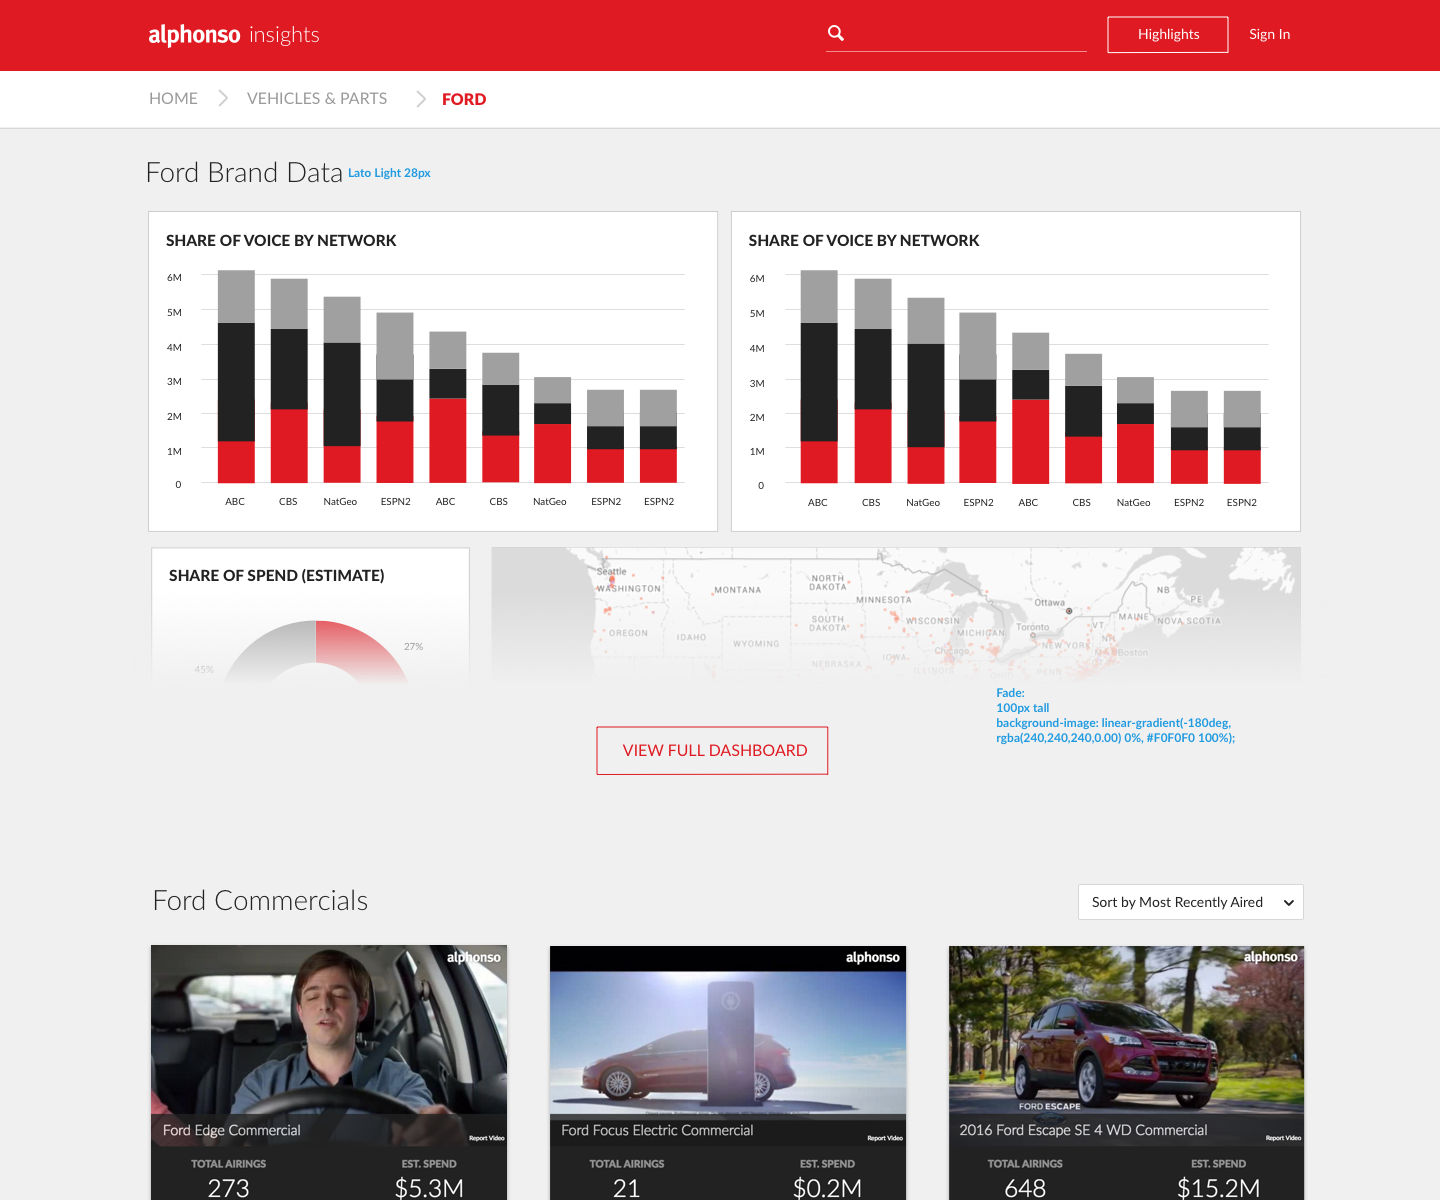 alphonso insights
Highlights
Sign In
HOME
VEHICLES & PARTS
FORD
Ford Brand Data
Lato Light 28px
SHARE OF VOICE BY NETWORK
6M
5M
4M
3M
2M
1M
0
ABC CBS NatGeo ESPN2 ABC CBS NatGeo ESPN2 ESPN2
SHARE OF VOICE BY NETWORK
6M
5M
4M
3M
2M
1M
0
ABC CBS NatGeo ESPN2 ABC CBS NatGeo ESPN2 ESPN2
SHARE OF SPEND (ESTIMATE)
27%
45%
Seattle
WASHINGTON
MONTANA
NORTH
DAKOTA
MINNESOTA
Ottawa
NB
PE
MAINE
NOVA SCOTIA
OREGON
IDAHO
WYOMING
SOUTH
DAKOTA
WISCONSIN
MICHIGAN
Toronto
VT
NEW YORK
Boston
NEBRASKA
IOWA
Chicago
ILLINOIS
Fade:
100px tall
background-image: linear-gradient(-180deg,
rgba(240,240,240,0.00) 0%, #F0F0F0 100%);
VIEW FULL DASHBOARD
Ford Commercials
Sort by Most Recently Aired
alphonso
Ford Edge Commercial
Report Video
TOTAL AIRINGS
EST. SPEND
273
$5.3M
alphonso
Ford Focus Electric Commercial
Report Video
TOTAL AIRINGS
EST. SPEND
21
$0.2M
alphonso
FORD ESCAPE
2016 Ford Escape SE 4 WD Commercial
Report Video
TOTAL AIRINGS
EST. SPEND
648
$15.2M